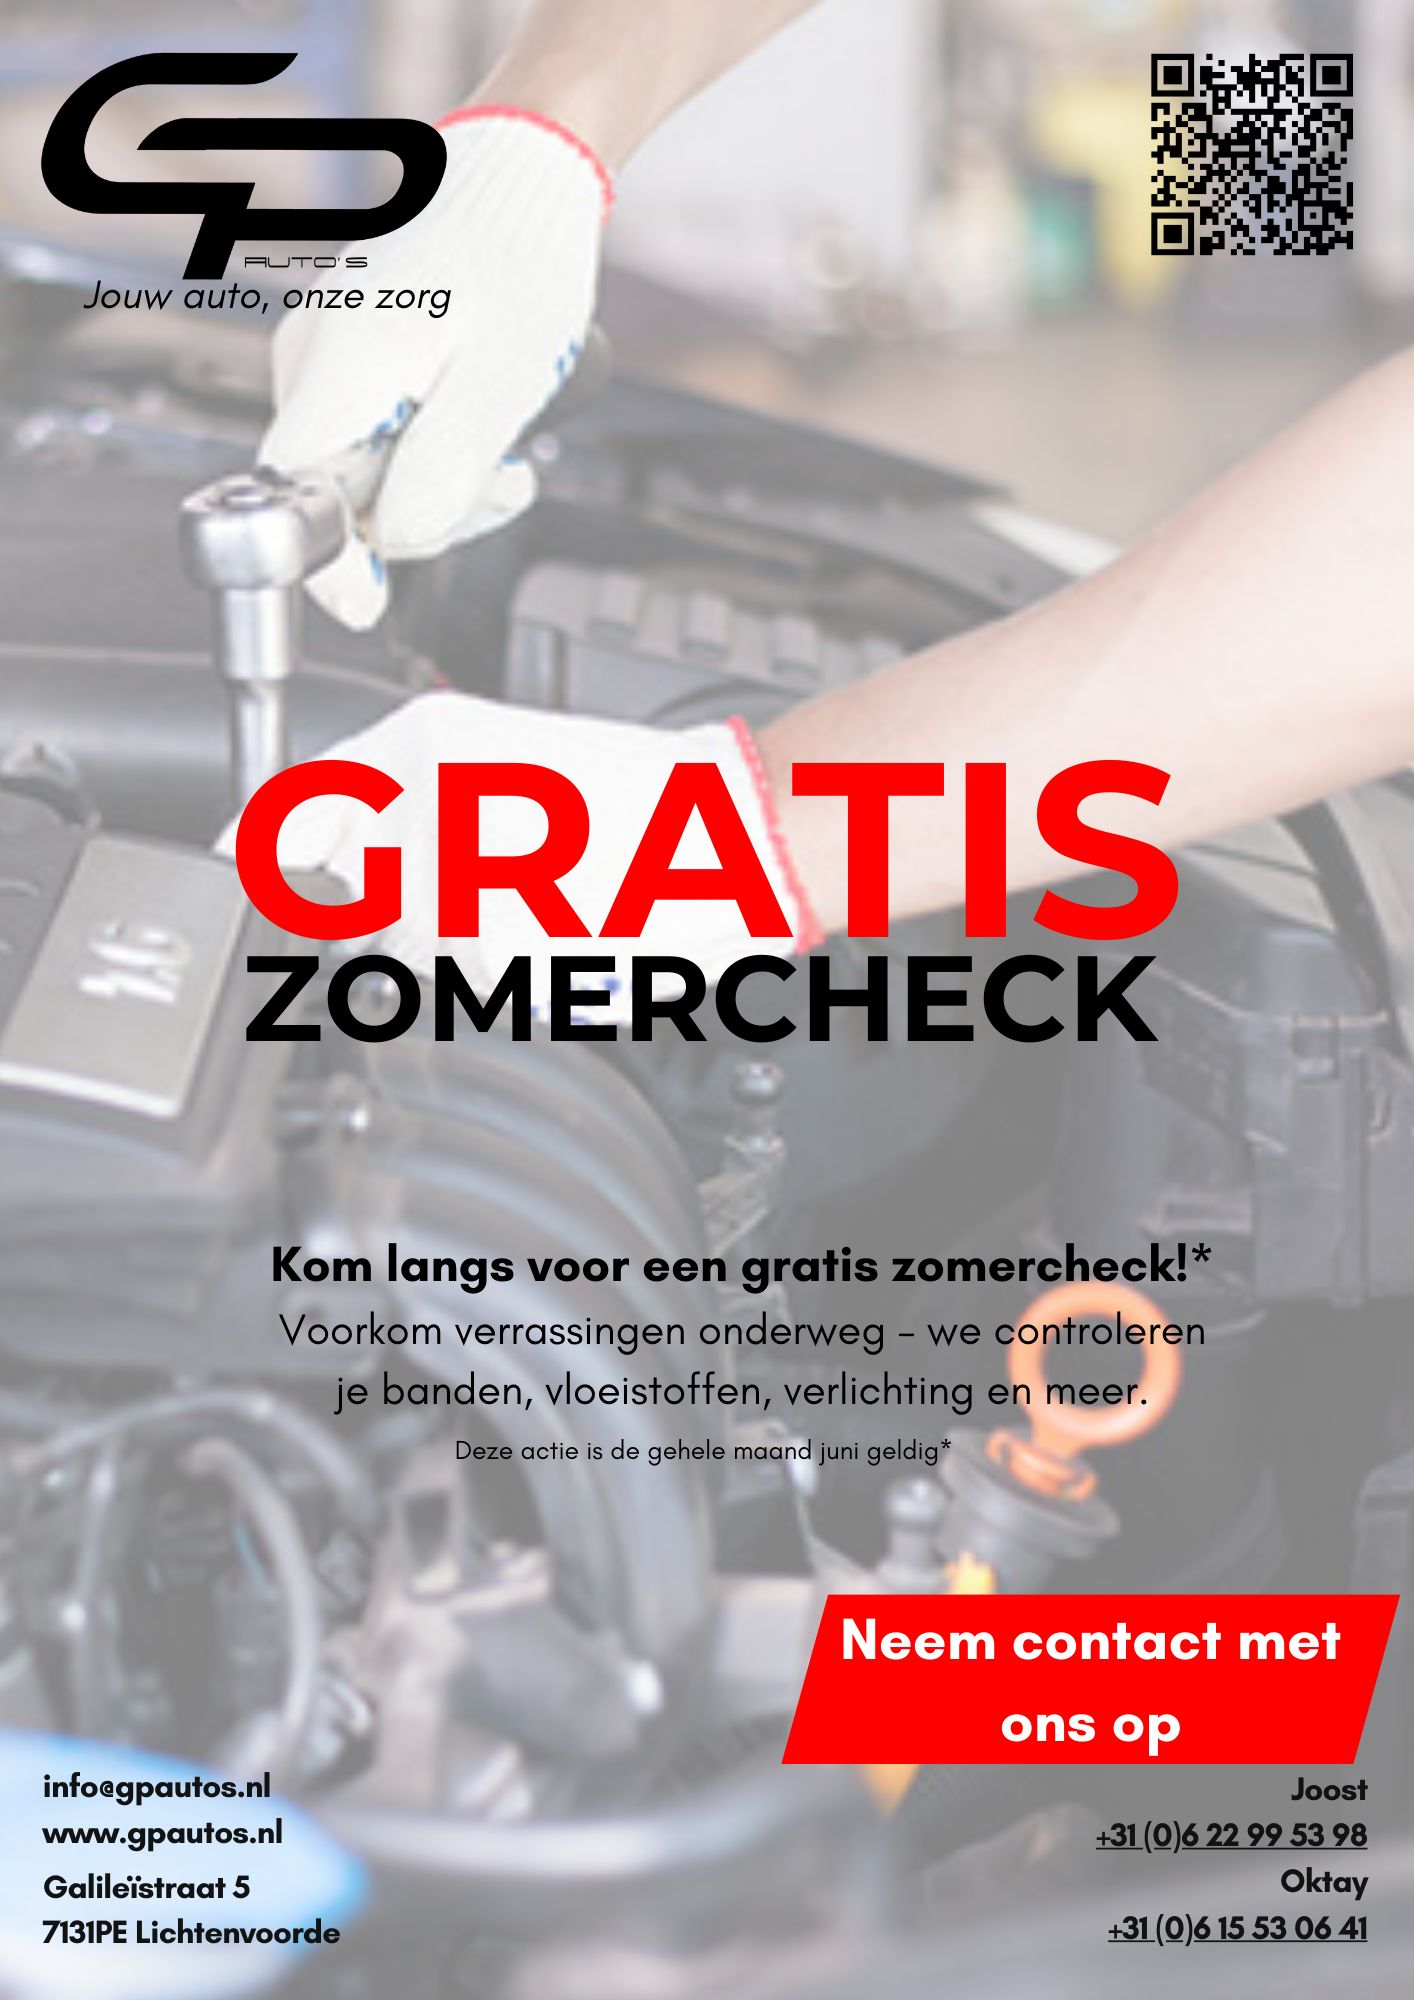 GP
AUTO'S
Jouw auto, onze zorg
GRATIS
ZOMERCHECK
Kom langs voor een gratis zomercheck!*
Voorkom verrassingen onderweg - we controleren
je banden, vloeistoffen, verlichting en meer.
Deze actie is de gehele maand juni geldig*
Neem contact met
ons op
info@gpautos.nl
www.gpautos.nl
Galileïstraat 5
7131PE Lichtenvoorde
Joost
+31 (0)6 22 99 53 98
Oktay
+31 (0)6 15 53 06 41